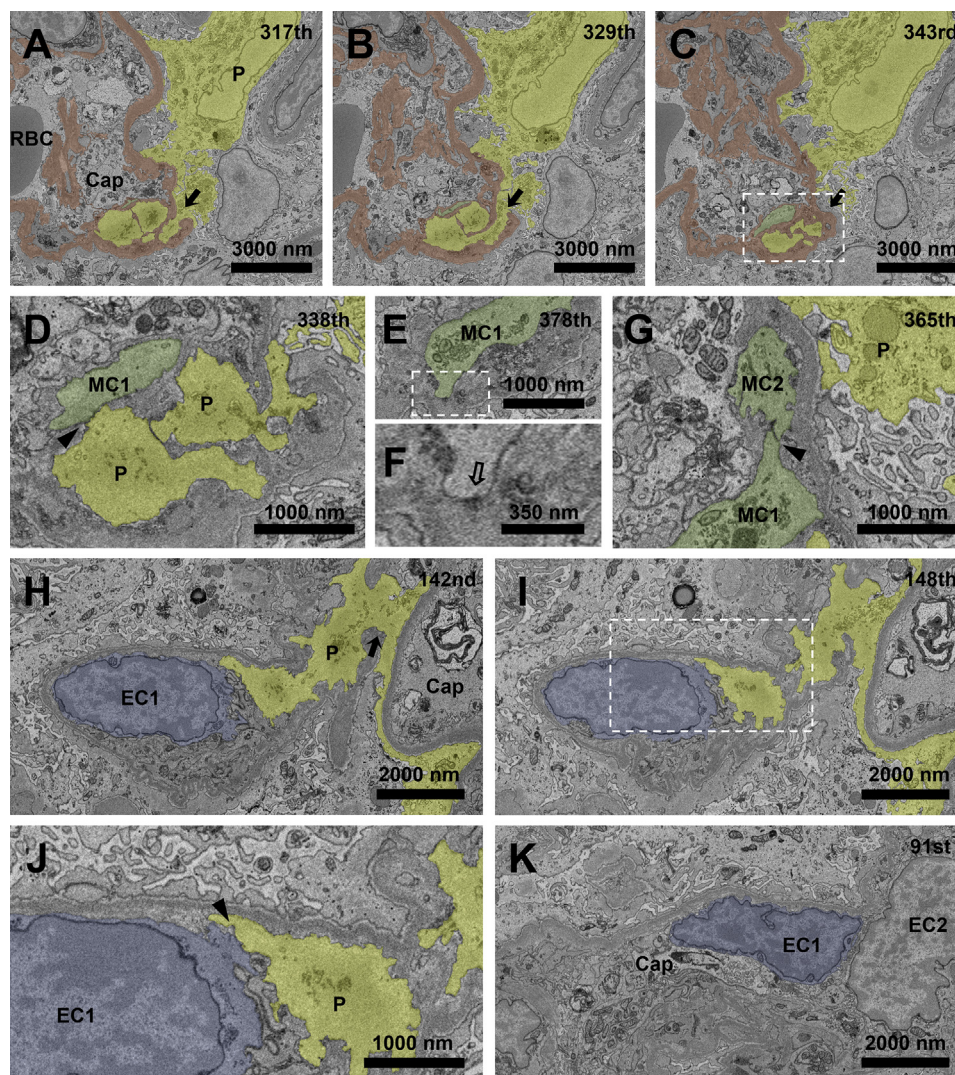 A
317th
P
RBC
Cap
3000 nm
B
329th
3000 nm
C
343rd
3000 nm
D
338th
MC1
P
P
1000 nm
E
378th
MC1
1000 nm
F
350 nm
G
365th
P
MC2
MC1
1000 nm
H
142nd
P
EC1
Cap
2000 nm
I
148th
2000 nm
J
P
EC1
1000 nm
K
91st
EC2
EC1
Cap
2000 nm